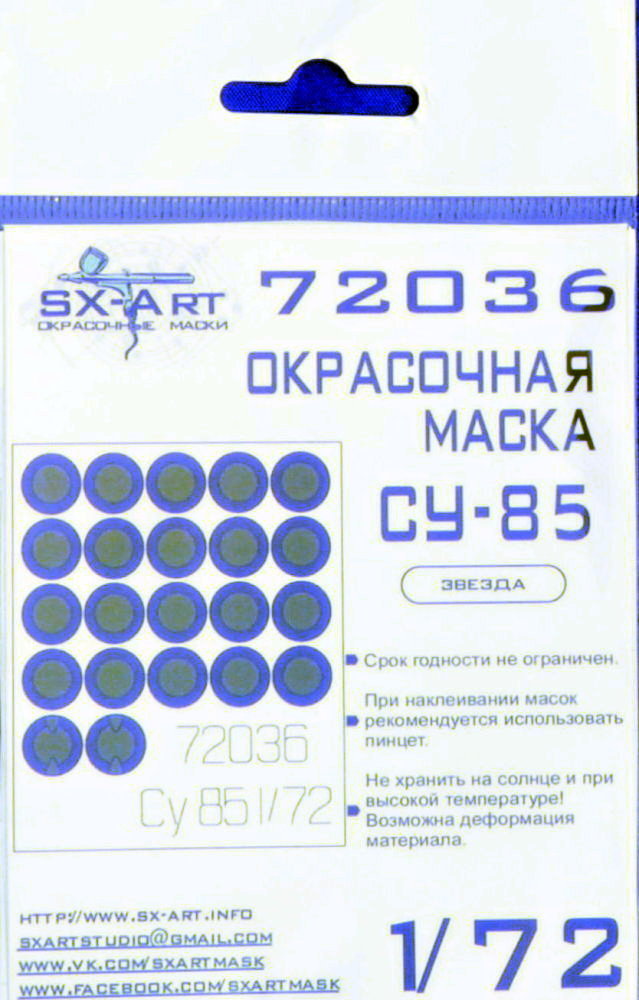 SX-ART
ОКРАСОЧНЫЕ МАСКИ
72036
ОКРАСОЧНАЯ
МАСКА
СУ-85
ЗВЕЗДА
72036
Су 85 1/72
Срок годности не ограничен.
При наклеивании масок
рекомендуется использовать
пинцет.
Не хранить на солнце и при
высокой температуре!
Возможна деформация
материала.
HTTP://WWW.SX-ART.INFO
SXARTSTUDIO@GMAIL.COM
WWW.VK.COM/SXARTMASK
WWW.FACEBOOK.COM/SXARTMASK
1/72